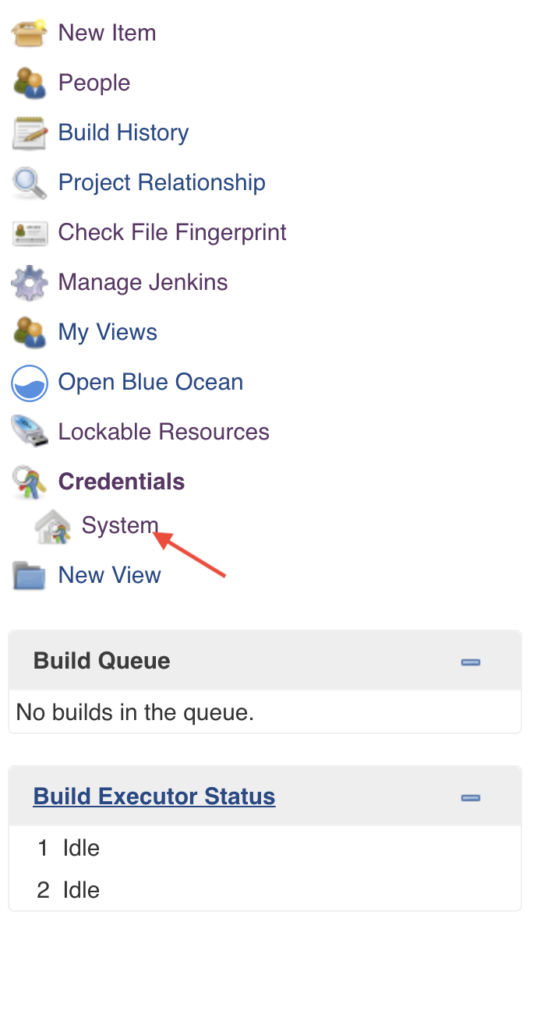 New Item
People
Build History
Project Relationship
Check File Fingerprint
Manage Jenkins
My Views
Open Blue Ocean
Lockable Resources
Credentials
System
New View
Build Queue
No builds in the queue.
Build Executor Status
1 Idle
2 Idle